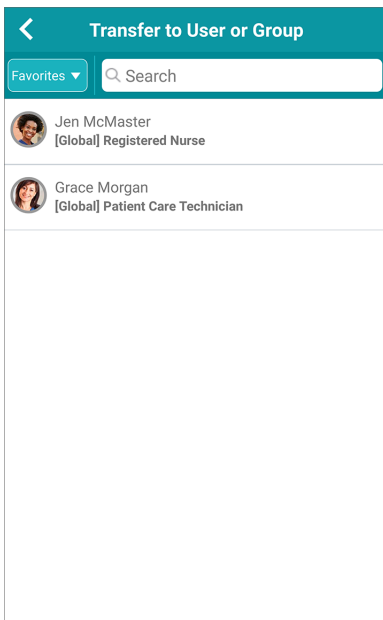 Transfer to User or Group
Favorites
Search
Jen McMaster
[Global] Registered Nurse
Grace Morgan
[Global] Patient Care Technician